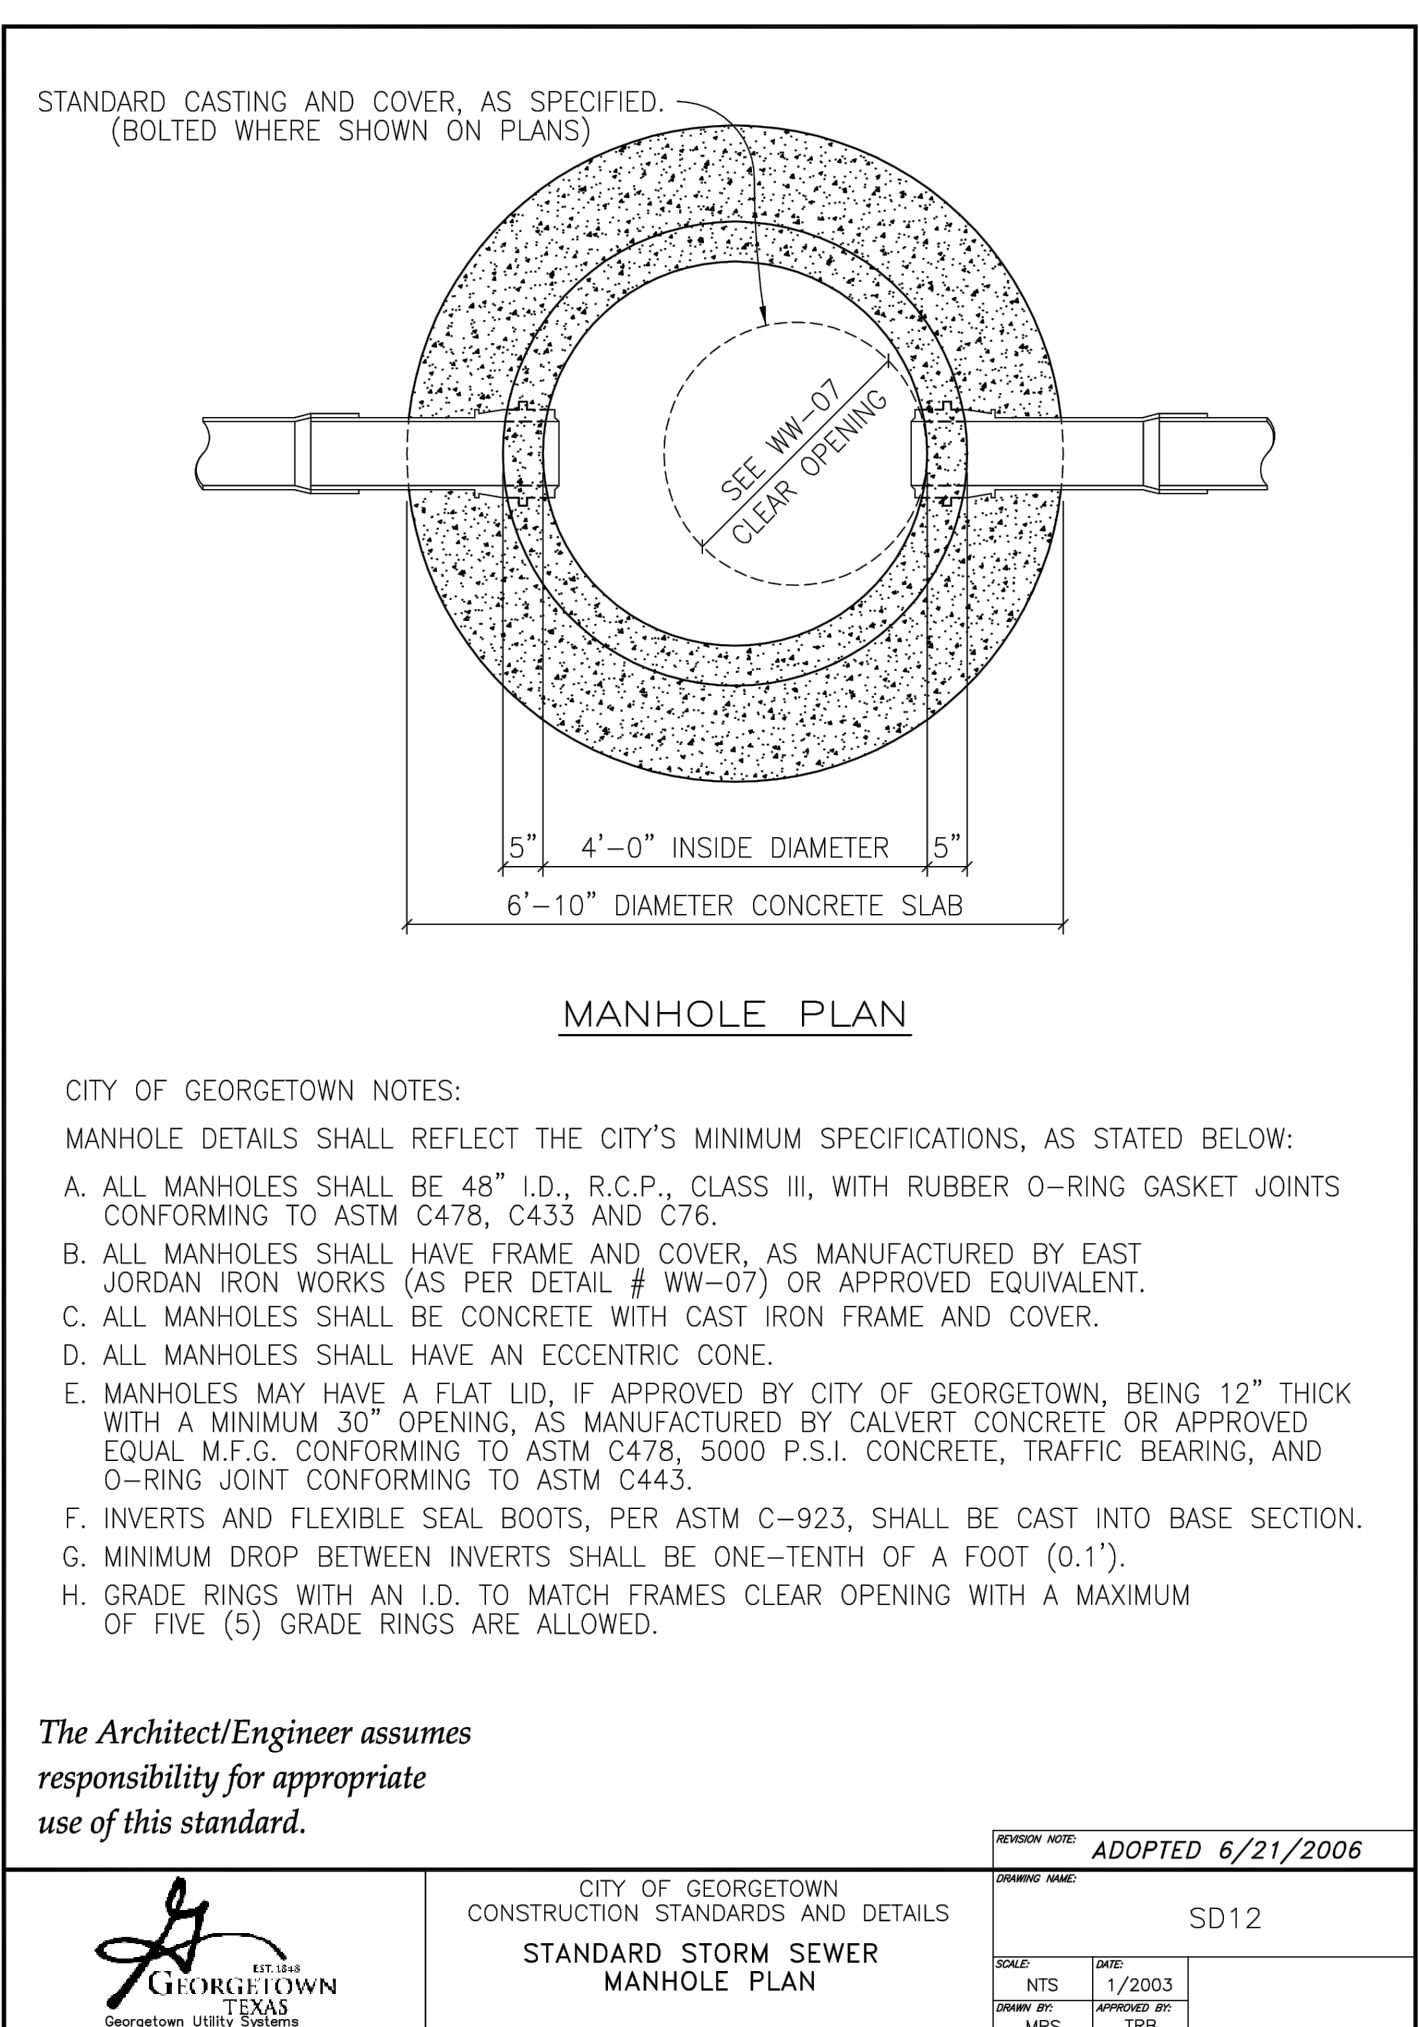 STANDARD CASTING AND COVER, AS SPECIFIED.
(BOLTED WHERE SHOWN ON PLANS)
SEE WW-07
CLEAR OPENING
5" 4'-0" INSIDE DIAMETER 5"
6'-10" DIAMETER CONCRETE SLAB
MANHOLE PLAN
CITY OF GEORGETOWN NOTES:
MANHOLE DETAILS SHALL REFLECT THE CITY'S MINIMUM SPECIFICATIONS, AS STATED BELOW:
A. ALL MANHOLES SHALL BE 48" I.D., R.C.P., CLASS III, WITH RUBBER O-RING GASKET JOINTS
CONFORMING TO ASTM C478, C433 AND C76.
B. ALL MANHOLES SHALL HAVE FRAME AND COVER, AS MANUFACTURED BY EAST
JORDAN IRON WORKS (AS PER DETAIL # WW-07) OR APPROVED EQUIVALENT.
C. ALL MANHOLES SHALL BE CONCRETE WITH CAST IRON FRAME AND COVER.
D. ALL MANHOLES SHALL HAVE AN ECCENTRIC CONE.
E. MANHOLES MAY HAVE A FLAT LID, IF APPROVED BY CITY OF GEORGETOWN, BEING 12" THICK
WITH A MINIMUM 30" OPENING, AS MANUFACTURED BY CALVERT CONCRETE OR APPROVED
EQUAL M.F.G. CONFORMING TO ASTM C478, 5000 P.S.I. CONCRETE, TRAFFIC BEARING, AND
O-RING JOINT CONFORMING TO ASTM C443.
F. INVERTS AND FLEXIBLE SEAL BOOTS, PER ASTM C-923, SHALL BE CAST INTO BASE SECTION.
G. MINIMUM DROP BETWEEN INVERTS SHALL BE ONE-TENTH OF A FOOT (0.1').
H. GRADE RINGS WITH AN I.D. TO MATCH FRAMES CLEAR OPENING WITH A MAXIMUM
OF FIVE (5) GRADE RINGS ARE ALLOWED.
The Architect/Engineer assumes
responsibility for appropriate
use of this standard.
REVISION NOTE: ADOPTED 6/21/2006
EST. 1848
GEORGETOWN
TEXAS
Georgetown Utility Systems
CITY OF GEORGETOWN
CONSTRUCTION STANDARDS AND DETAILS
STANDARD STORM SEWER
MANHOLE PLAN
DRAWING NAME:
SD12
SCALE: DATE:
NTS 1/2003
DRAWN BY: APPROVED BY:
MRS TRB